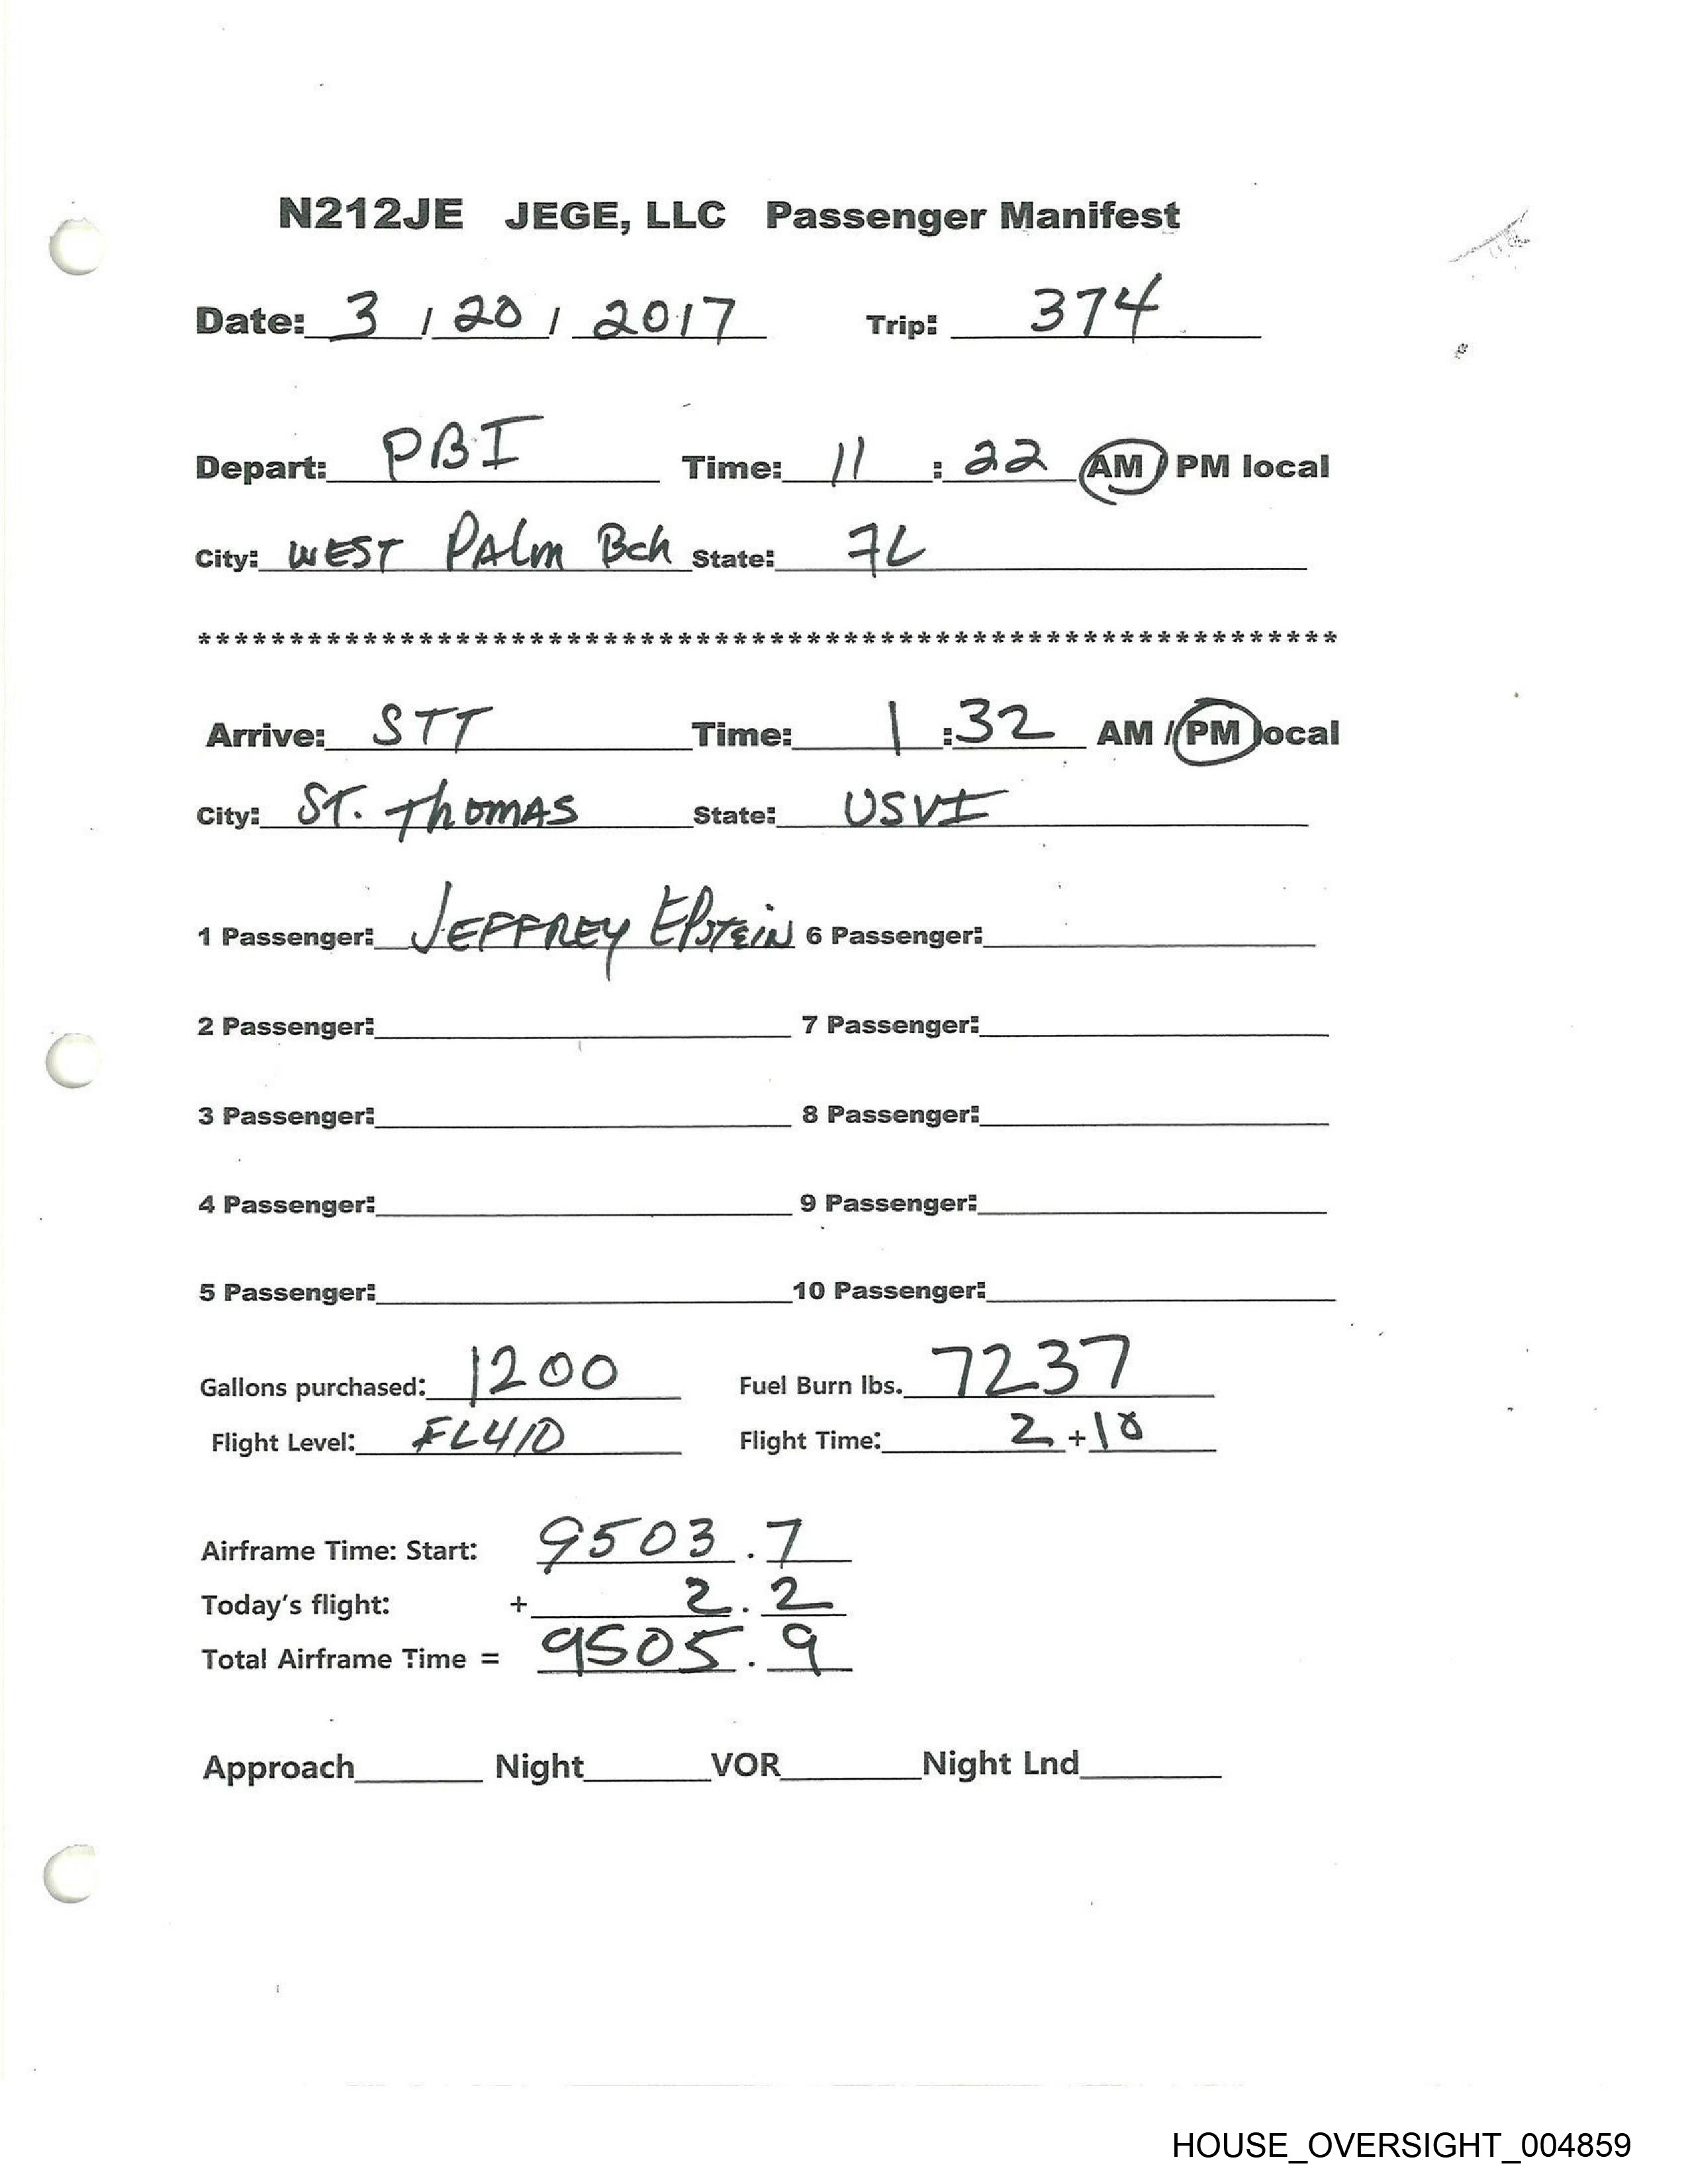 N212JE JEGE, LLC Passenger Manifest
Date: 3 / 20 / 2017 Trip: 374
Depart: PBI Time: 11 : 22 AM / PM local
City: WEST PALm Bch State: FL
**************************************************************
Arrive: STT Time: 1 : 32 AM / PM local
City: ST. ThOMAS State: USVI
1 Passenger: JEFFREY EPSTEIN 6 Passenger:
2 Passenger: 7 Passenger:
3 Passenger: 8 Passenger:
4 Passenger: 9 Passenger:
5 Passenger: 10 Passenger:
Gallons purchased: 1200 Fuel Burn lbs. 7237
Flight Level: FL410 Flight Time: 2 + 10
Airframe Time: Start: 9503 . 7
Today's flight: + 2 . 2
Total Airframe Time = 9505 . 9
Approach Night VOR Night Lnd
HOUSE_OVERSIGHT_004859